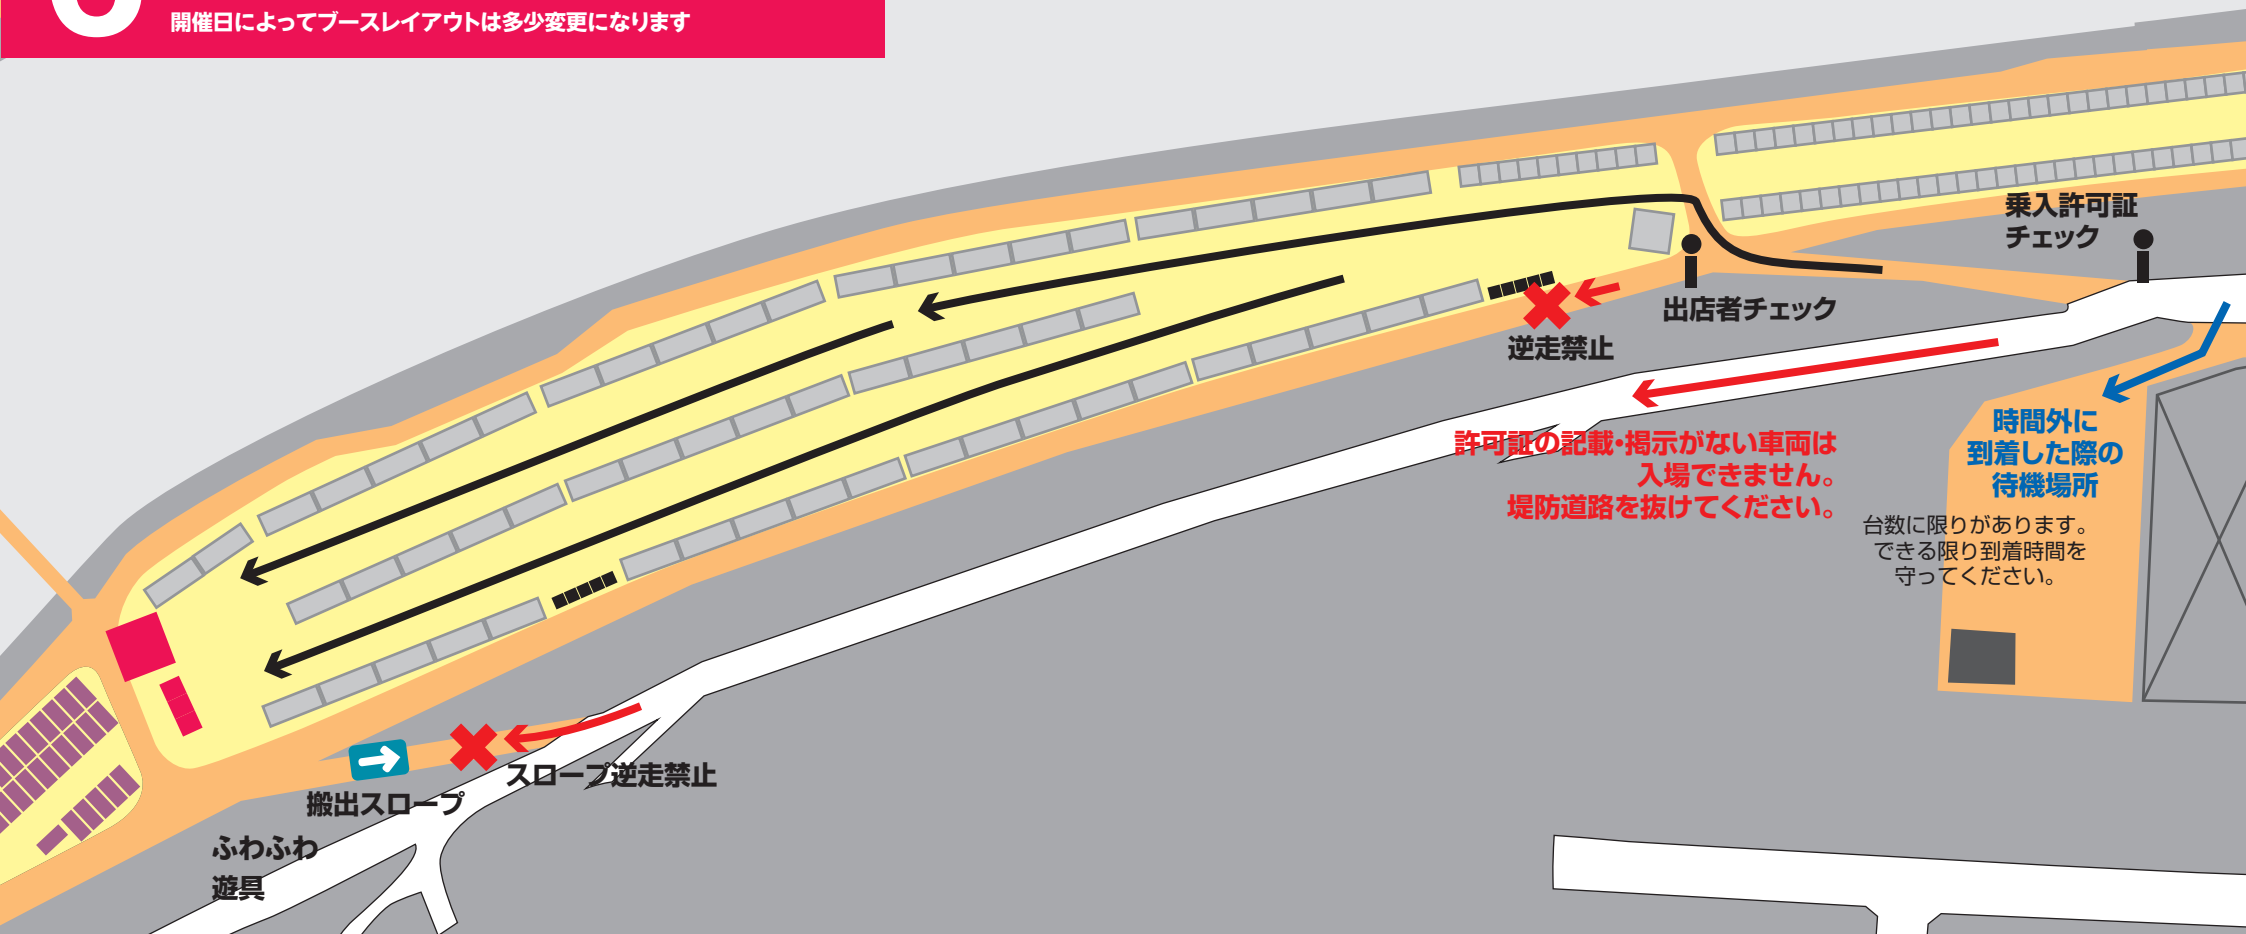 開催日によってブースレイアウトは多少変更になります
乗入許可証
チェック
出店者チェック
逆走禁止
許可証の記載・掲示がない車両は
入場できません。
堤防道路を抜けてください。
時間外に
到着した際の
待機場所
台数に限りがあります。
できる限り到着時間を
守ってください。
スロープ逆走禁止
搬出スロープ
ふわふわ
遊具